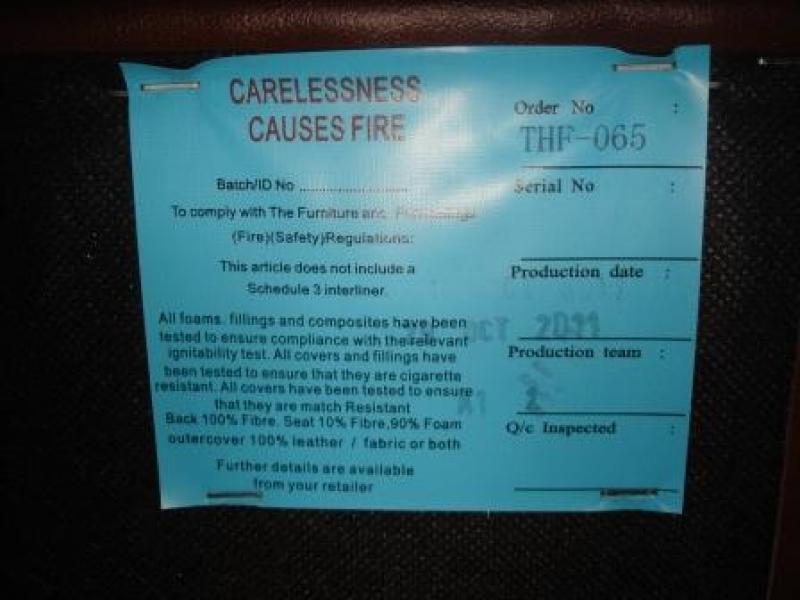 CARELESSNESS
CAUSES FIRE
Batch/ID No ............................
To comply with The Furniture and Furnishings
(Fire)(Safety)Regulations:
This article does not include a
Schedule 3 interliner.
All foams, fillings and composites have been
tested to ensure compliance with the relevant
ignitability test. All covers and fillings have
been tested to ensure that they are cigarette
resistant. All covers have been tested to ensure
that they are match Resistant
Back 100% Fibre. Seat 10% Fibre,90% Foam
outercover 100% leather / fabric or both
Further details are available
from your retailer
Order No :
THF-065
Serial No :
Production date :
OCT
Production team :
2
Q/c Inspected :